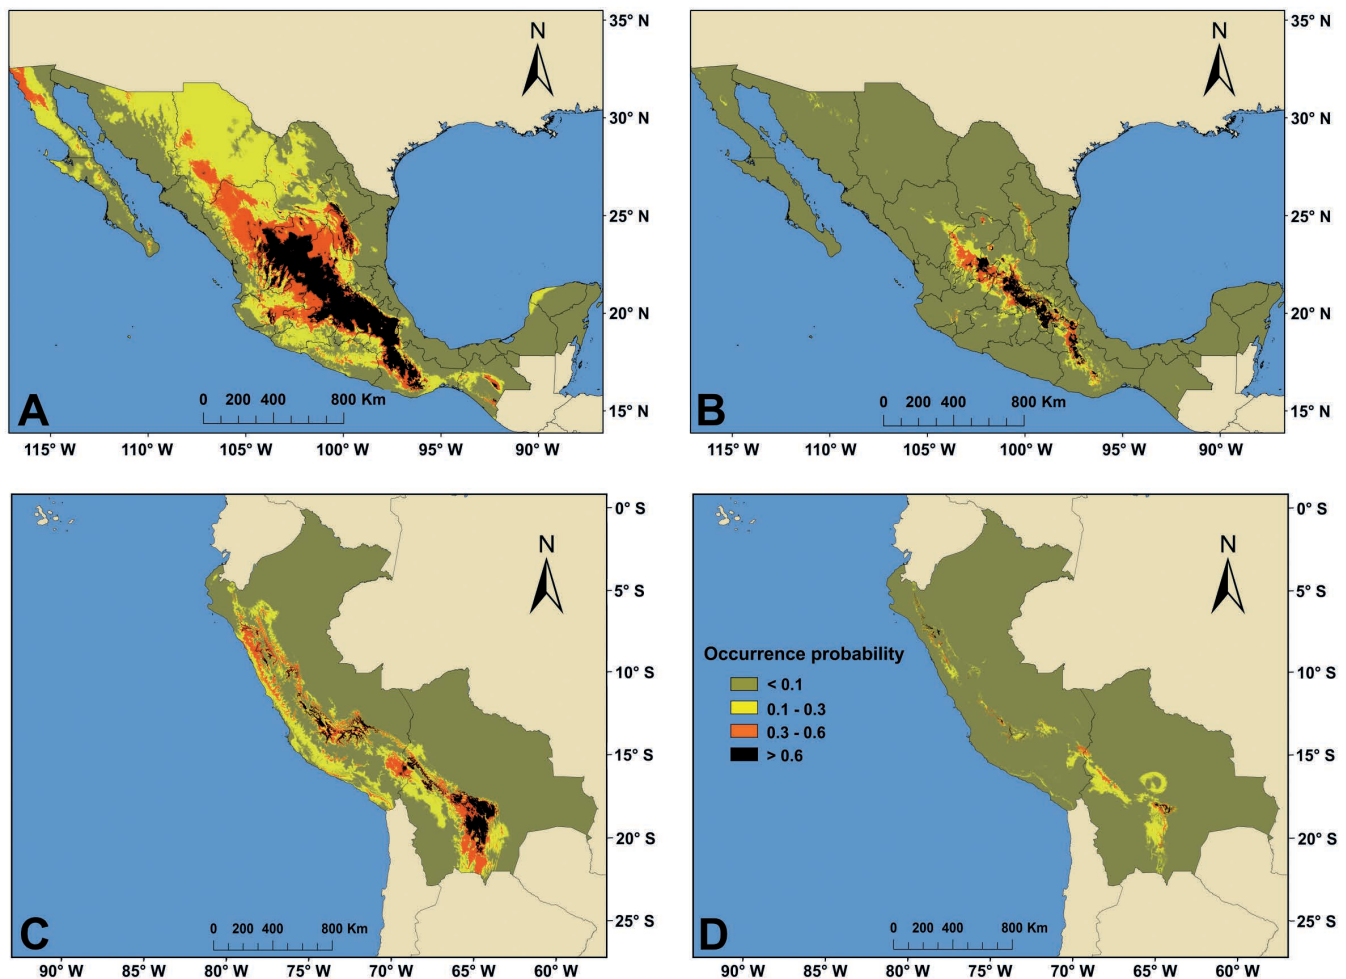 N
35° N
30° N
25° N
20° N
15° N
0 200 400 800 Km
A
115° W 110° W 105° W 100° W 95° W 90° W
N
35° N
30° N
25° N
20° N
15° N
0 200 400 800 Km
B
115° W 110° W 105° W 100° W 95° W 90° W
0° S
N
5° S
10° S
15° S
20° S
25° S
0 200 400 800 Km
C
90° W 85° W 80° W 75° W 70° W 65° W 60° W
0° S
N
5° S
Occurrence probability
< 0.1
10° S
0.1 - 0.3
0.3 - 0.6
> 0.6
15° S
20° S
25° S
0 200 400 800 Km
D
90° W 85° W 80° W 75° W 70° W 65° W 60° W